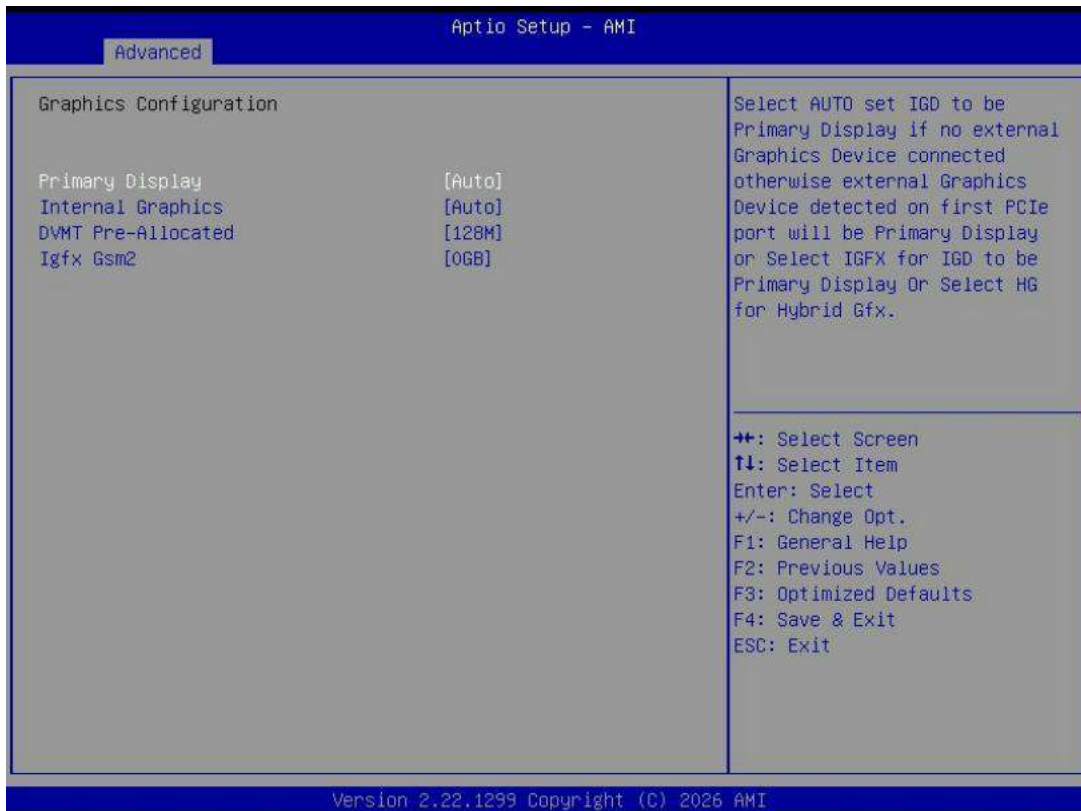 Aptio Setup – AMI
Advanced
Graphics Configuration
Primary Display [Auto]
Internal Graphics [Auto]
DVMT Pre-Allocated [128M]
Igfx Gsm2 [0GB]
Select AUTO set IGD to be
Primary Display if no external
Graphics Device connected
otherwise external Graphics
Device detected on first PCIe
port will be Primary Display
or Select IGFX for IGD to be
Primary Display Or Select HG
for Hybrid Gfx.
→←: Select Screen
↑↓: Select Item
Enter: Select
+/-: Change Opt.
F1: General Help
F2: Previous Values
F3: Optimized Defaults
F4: Save & Exit
ESC: Exit
Version 2.22.1299 Copyright (C) 2026 AMI